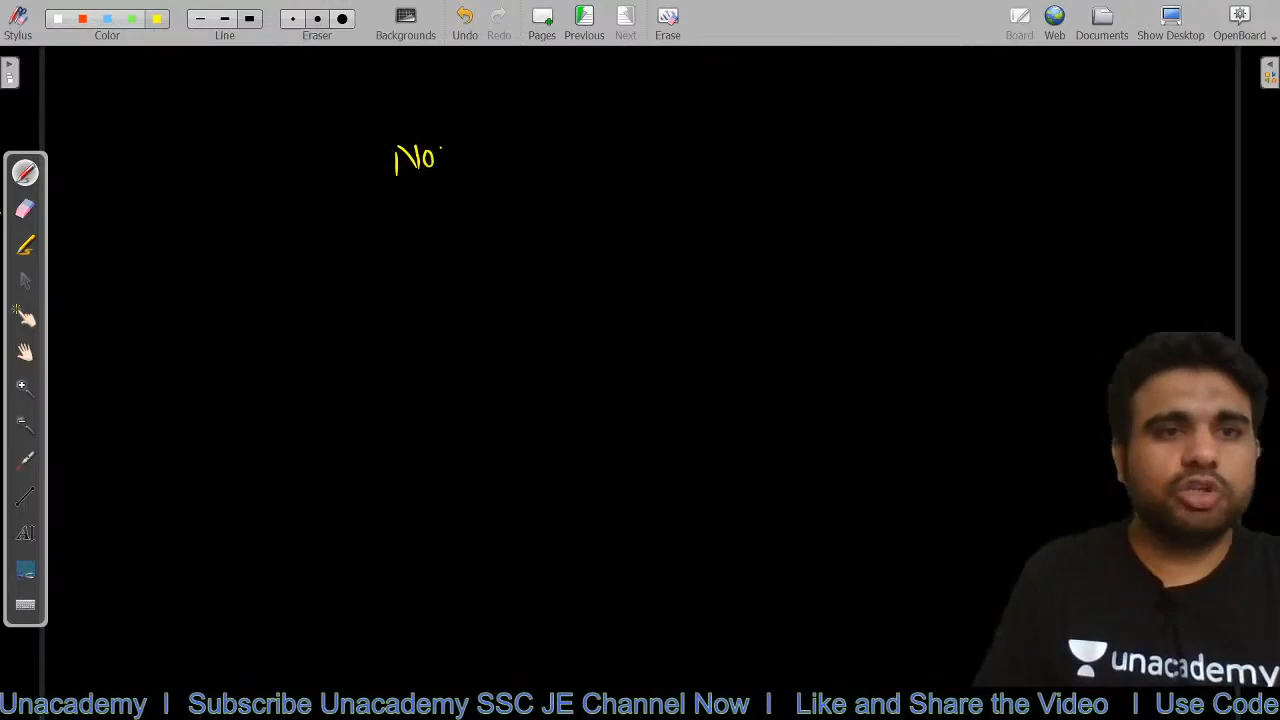 Stylus
Color
Line
Eraser
Backgrounds
Undo
Redo
Pages
Previous
Next
Erase
Board
Web
Documents
Show Desktop
OpenBoard
No
unacademy
Unacademy I Subscribe Unacademy SSC JE Channel Now I Like and Share the Video I Use Code